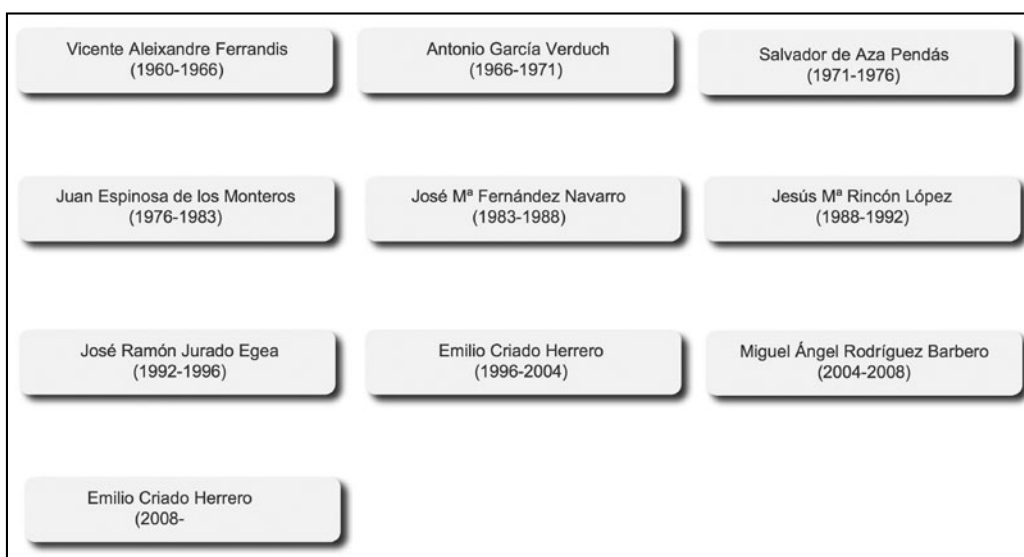 Vicente Aleixandre Ferrandis
(1960-1966)
Antonio García Verduch
(1966-1971)
Salvador de Aza Pendás
(1971-1976)
Juan Espinosa de los Monteros
(1976-1983)
José Mª Fernández Navarro
(1983-1988)
Jesús Mª Rincón López
(1988-1992)
José Ramón Jurado Egea
(1992-1996)
Emilio Criado Herrero
(1996-2004)
Miguel Ángel Rodríguez Barbero
(2004-2008)
Emilio Criado Herrero
(2008-